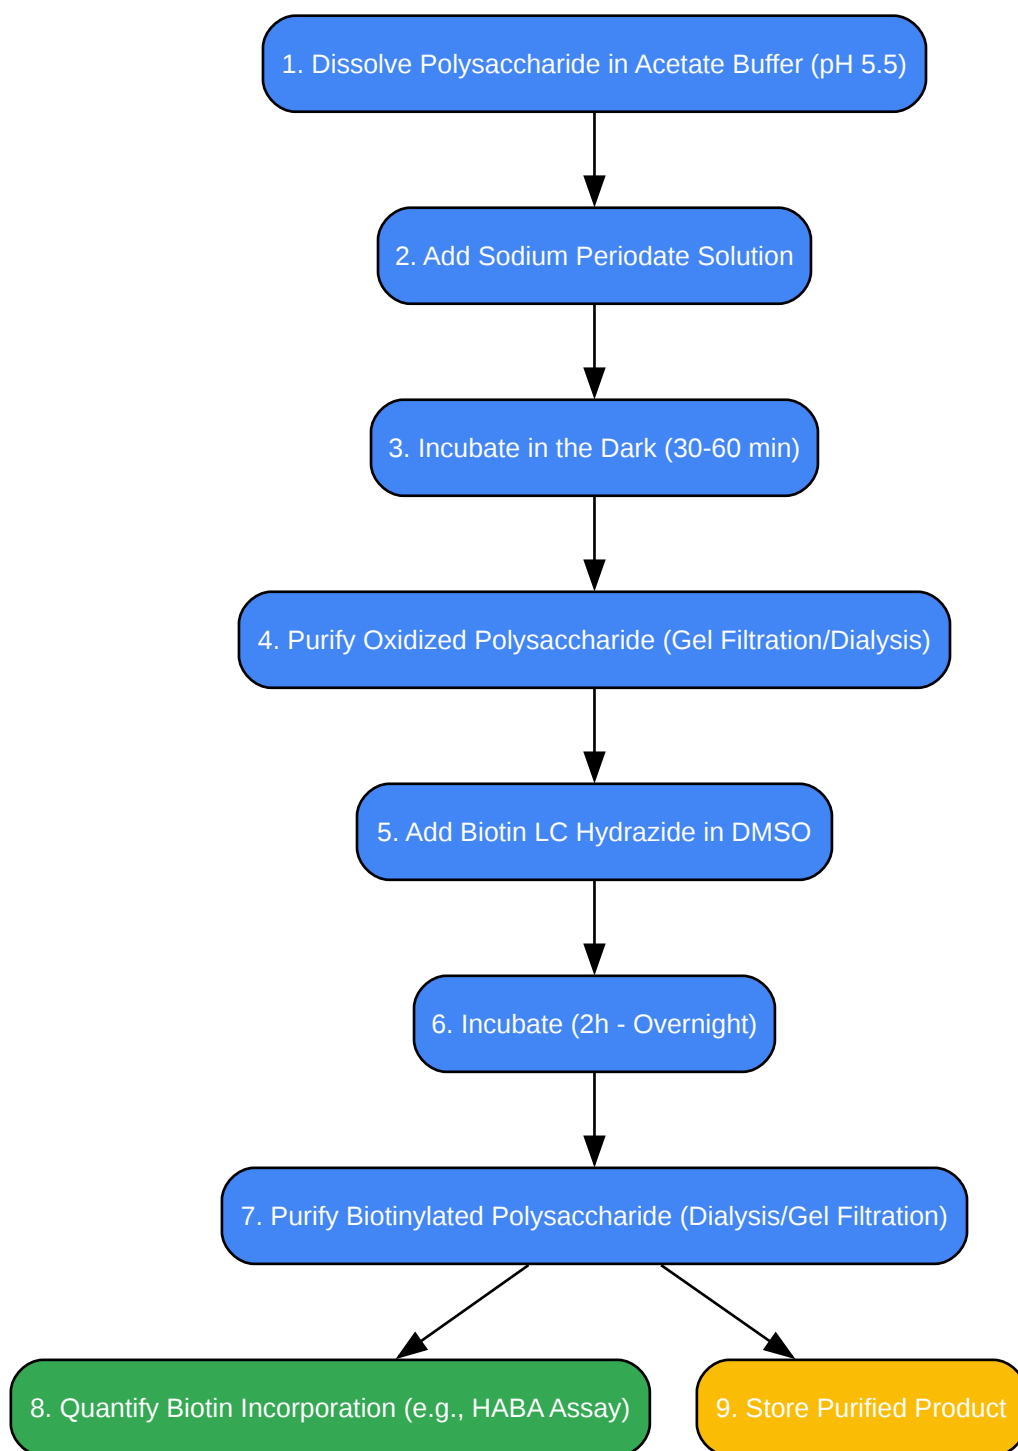 1. Dissolve Polysaccharide in Acetate Buffer (pH 5.5)
2. Add Sodium Periodate Solution
3. Incubate in the Dark (30-60 min)
4. Purify Oxidized Polysaccharide (Gel Filtration/Dialysis)
5. Add Biotin LC Hydrazide in DMSO
6. Incubate (2h - Overnight)
7. Purify Biotinylated Polysaccharide (Dialysis/Gel Filtration)
8. Quantify Biotin Incorporation (e.g., HABA Assay)
9. Store Purified Product